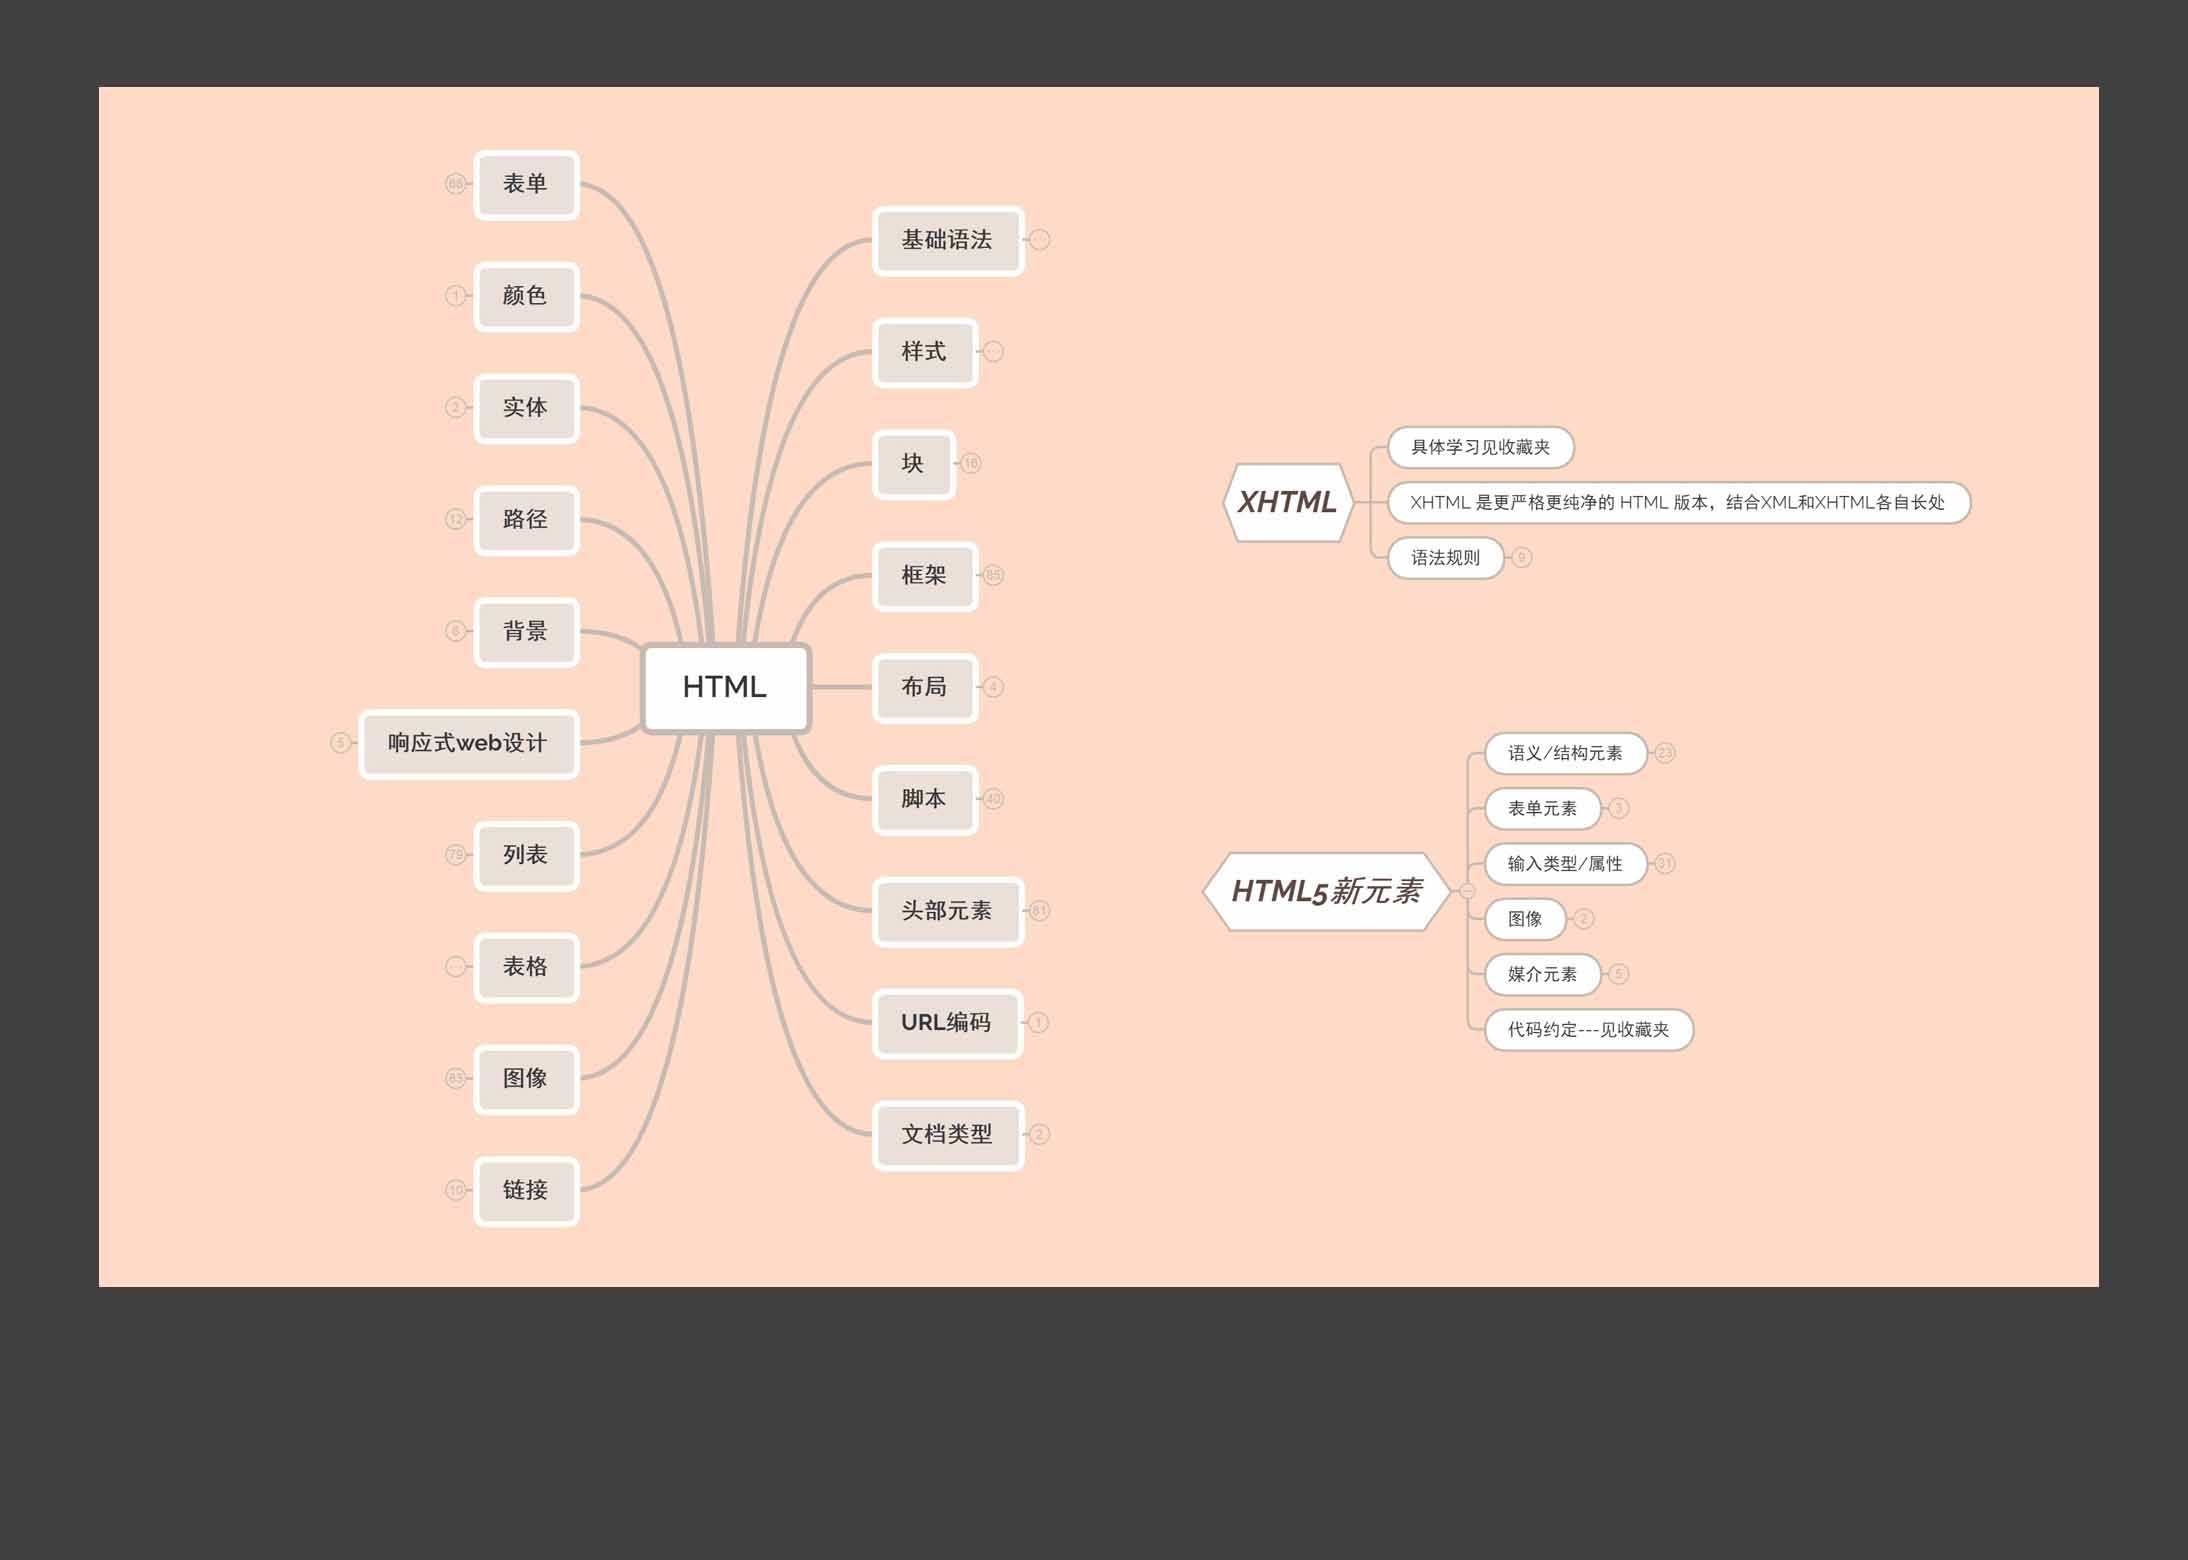 HTML
基础语法
样式
块
16
框架
85
布局
4
脚本
40
头部元素
81
URL编码
1
文档类型
2
表单
1
颜色
2
实体
12
路径
6
背景
5
响应式web设计
79
列表
表格
83
图像
10
链接
XHTML
具体学习见收藏夹
XHTML 是更严格更纯净的 HTML 版本，结合XML和XHTML各自长处
语法规则
9
HTML5新元素
语义/结构元素
23
表单元素
3
输入类型/属性
31
图像
2
媒介元素
5
代码约定---见收藏夹